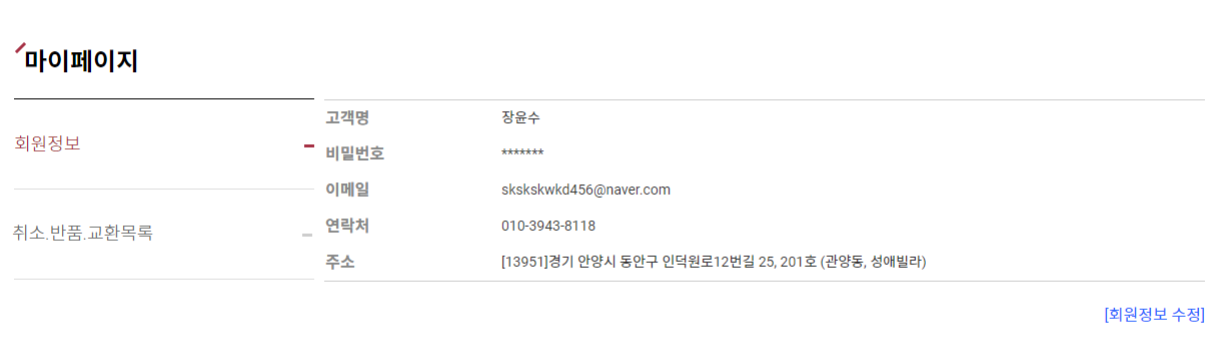 마이페이지
회원정보
취소.반품.교환목록
고객명 장윤수
비밀번호 *******
이메일 skskskwkd456@naver.com
연락처 010-3943-8118
주소 [13951]경기 안양시 동안구 인덕원로12번길 25, 201호 (관양동, 성애빌라)
[회원정보 수정]